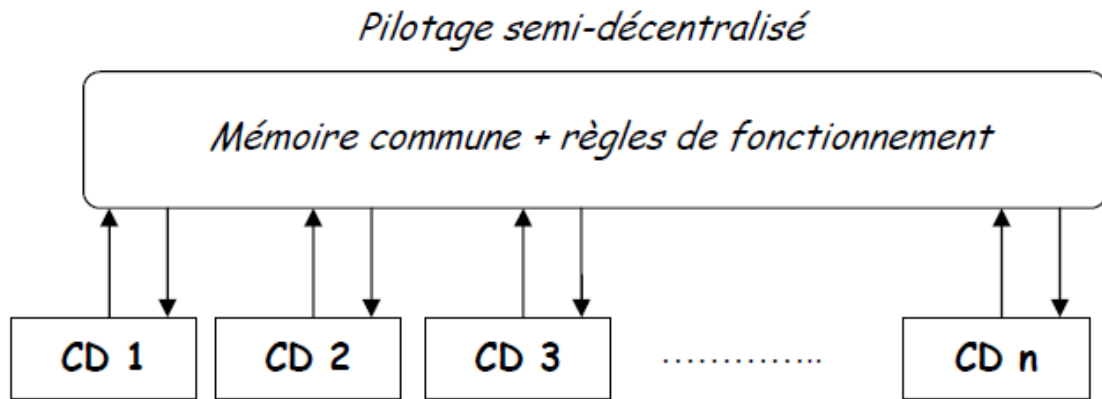 Pilotage semi-décentralisé
Mémoire commune + règles de fonctionnement
CD 1 CD 2 CD 3 .............. CD n